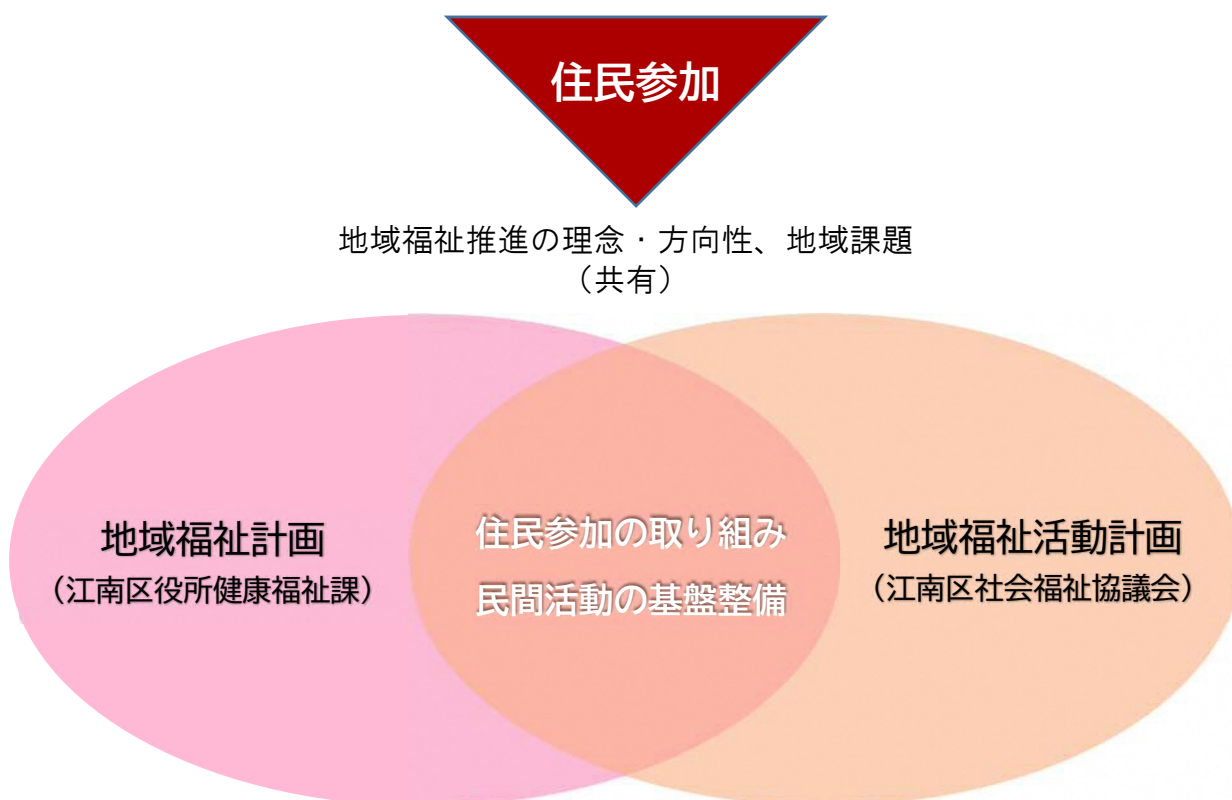 住民参加
地域福祉推進の理念・方向性、地域課題
（共有）
地域福祉計画
（江南区役所健康福祉課）
住民参加の取り組み
民間活動の基盤整備
地域福祉活動計画
（江南区社会福祉協議会）